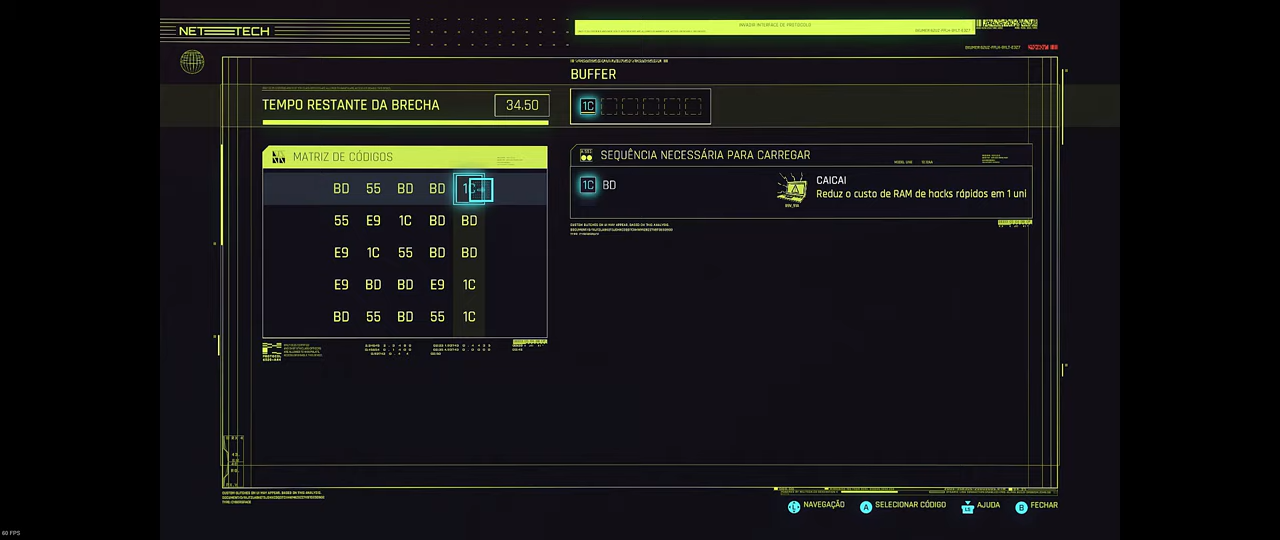 NET TECH
BUFFER
TEMPO RESTANTE DA BRECHA 34.50
1C
MATRIZ DE CÓDIGOS
BD 55 BD BD 1C
55 E9 1C BD BD
E9 1C 55 BD BD
E9 BD BD E9 1C
BD 55 BD 55 1C
SEQUÊNCIA NECESSÁRIA PARA CARREGAR
1C BD
CAICAI
Reduz o custo de RAM de hacks rápidos em 1 uni
NAVEGAÇÃO
A SELECIONAR CÓDIGO
LS AJUDA
B FECHAR
60 FPS